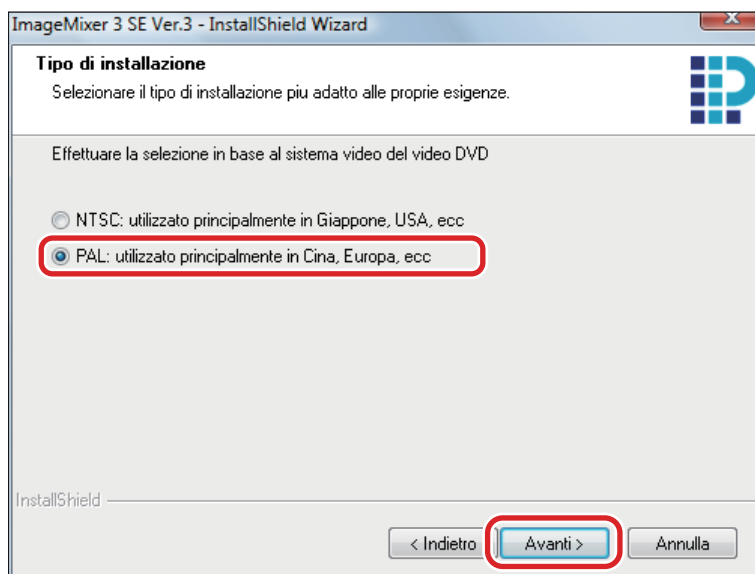 ImageMixer 3 SE Ver.3 - InstallShield Wizard
Tipo di installazione
Selezionare il tipo di installazione piu adatto alle proprie esigenze.
Effettuare la selezione in base al sistema video del video DVD
NTSC: utilizzato principalmente in Giappone, USA, ecc
PAL: utilizzato principalmente in Cina, Europa, ecc
InstallShield
< Indietro Avanti > Annulla